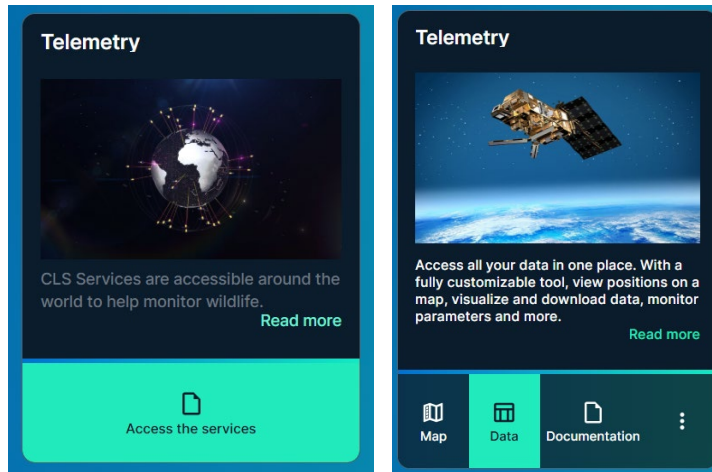 Telemetry
CLS Services are accessible around the
world to help monitor wildlife.
Read more
Access the services
Telemetry
Access all your data in one place. With a
fully customizable tool, view positions on a
map, visualize and download data, monitor
parameters and more.
Read more
Map
Data
Documentation